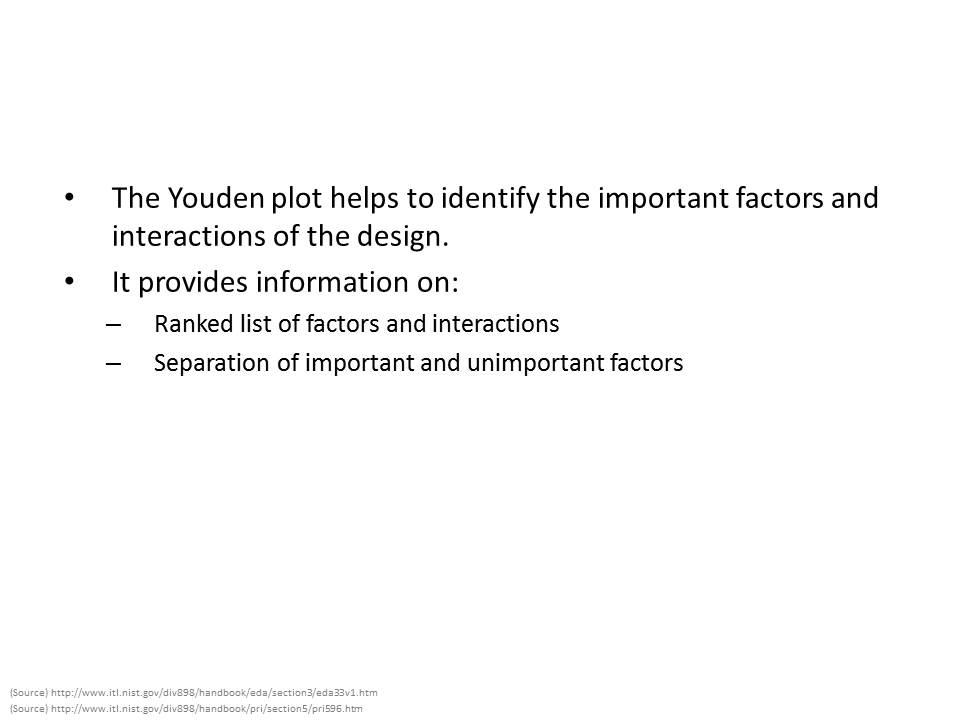 • The Youden plot helps to identify the important factors and
interactions of the design.
• It provides information on:
– Ranked list of factors and interactions
– Separation of important and unimportant factors
(Source) http://www.itl.nist.gov/div898/handbook/eda/section3/eda33v1.htm
(Source) http://www.itl.nist.gov/div898/handbook/pri/section5/pri596.htm